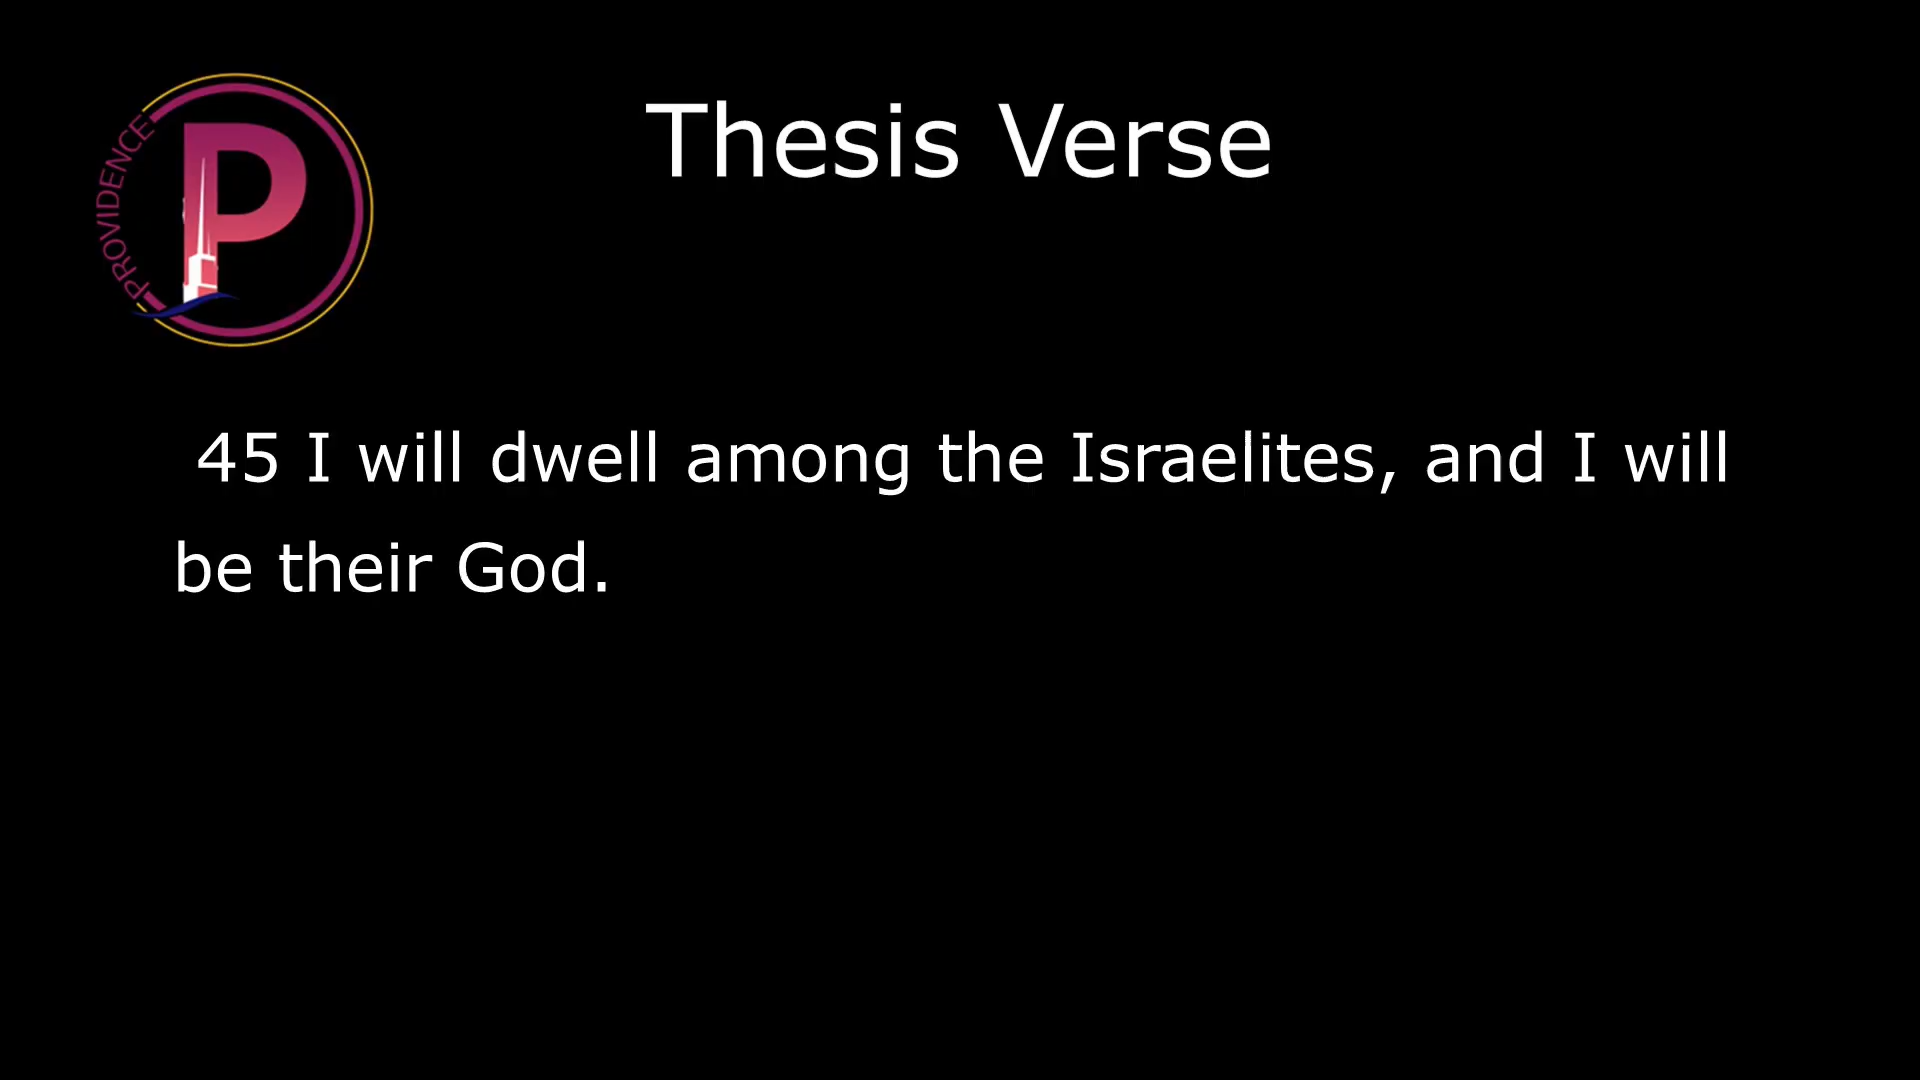 PROVIDENCE
P
Thesis Verse
45 I will dwell among the Israelites, and I will
be their God.